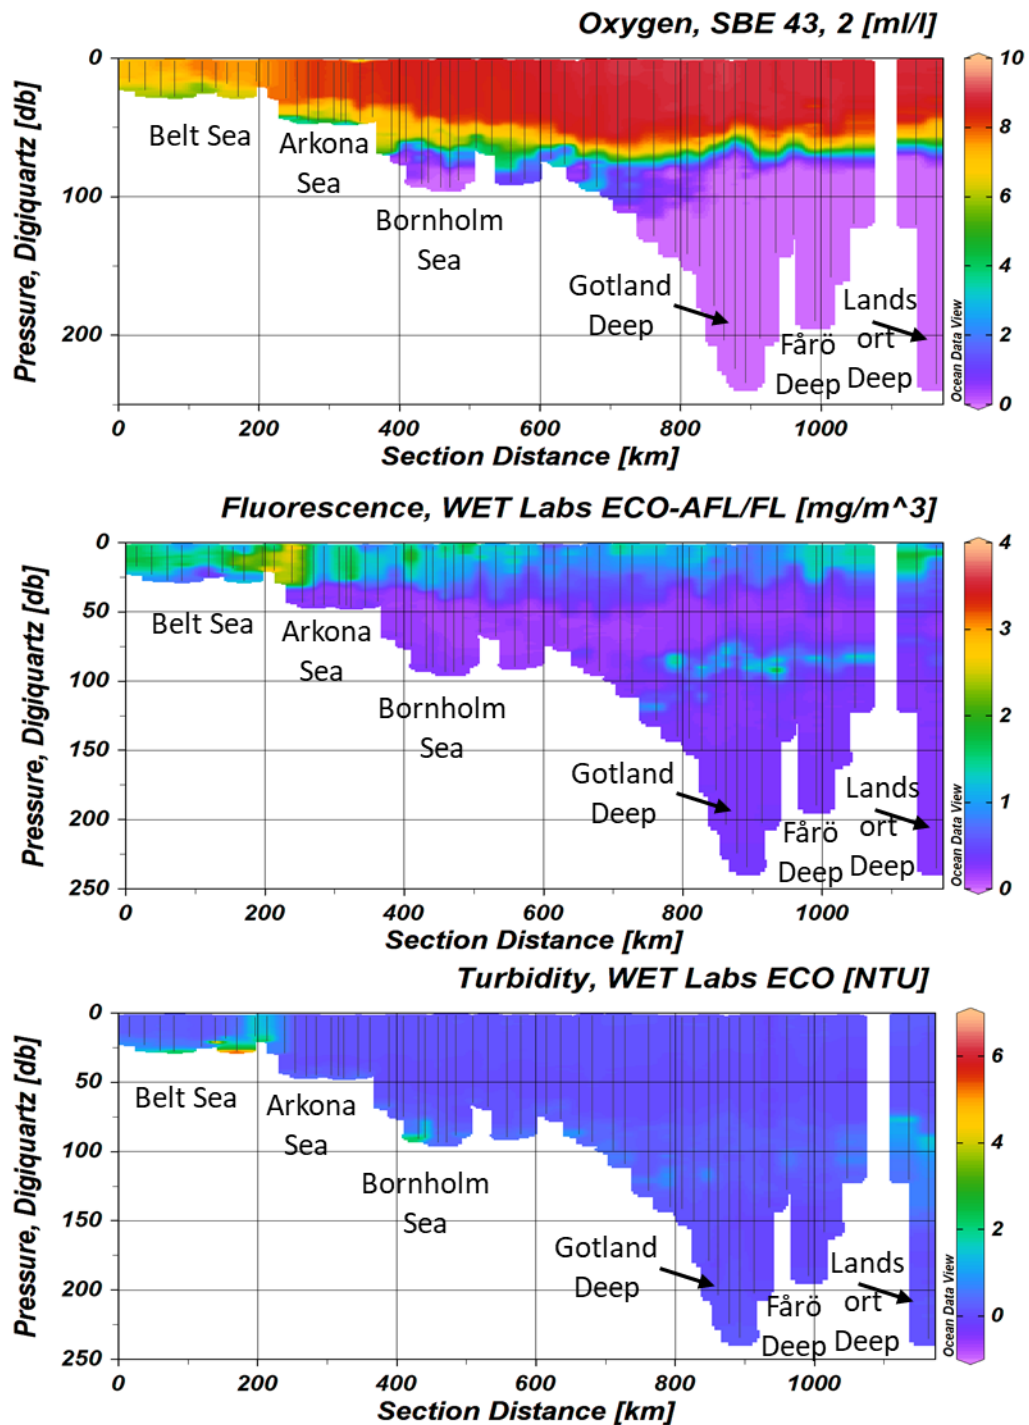 Oxygen, SBE 43, 2 [ml/l]
Pressure, Digiquartz [db]
0
100
200
Belt Sea
Arkona
Sea
Bornholm
Sea
Gotland
Deep
Fårö
Deep
Lands
ort
Deep
Ocean Data View
10
8
6
4
2
0
0
200
400
600
800
1000
Section Distance [km]
Fluorescence, WET Labs ECO-AFL/FL [mg/m^3]
Pressure, Digiquartz [db]
0
50
100
150
200
250
Belt Sea
Arkona
Sea
Bornholm
Sea
Gotland
Deep
Fårö
Deep
Lands
ort
Deep
Ocean Data View
4
3
2
1
0
0
200
400
600
800
1000
Section Distance [km]
Turbidity, WET Labs ECO [NTU]
Pressure, Digiquartz [db]
0
50
100
150
200
250
Belt Sea
Arkona
Sea
Bornholm
Sea
Gotland
Deep
Fårö
Deep
Lands
ort
Deep
Ocean Data View
6
4
2
0
0
200
400
600
800
1000
Section Distance [km]